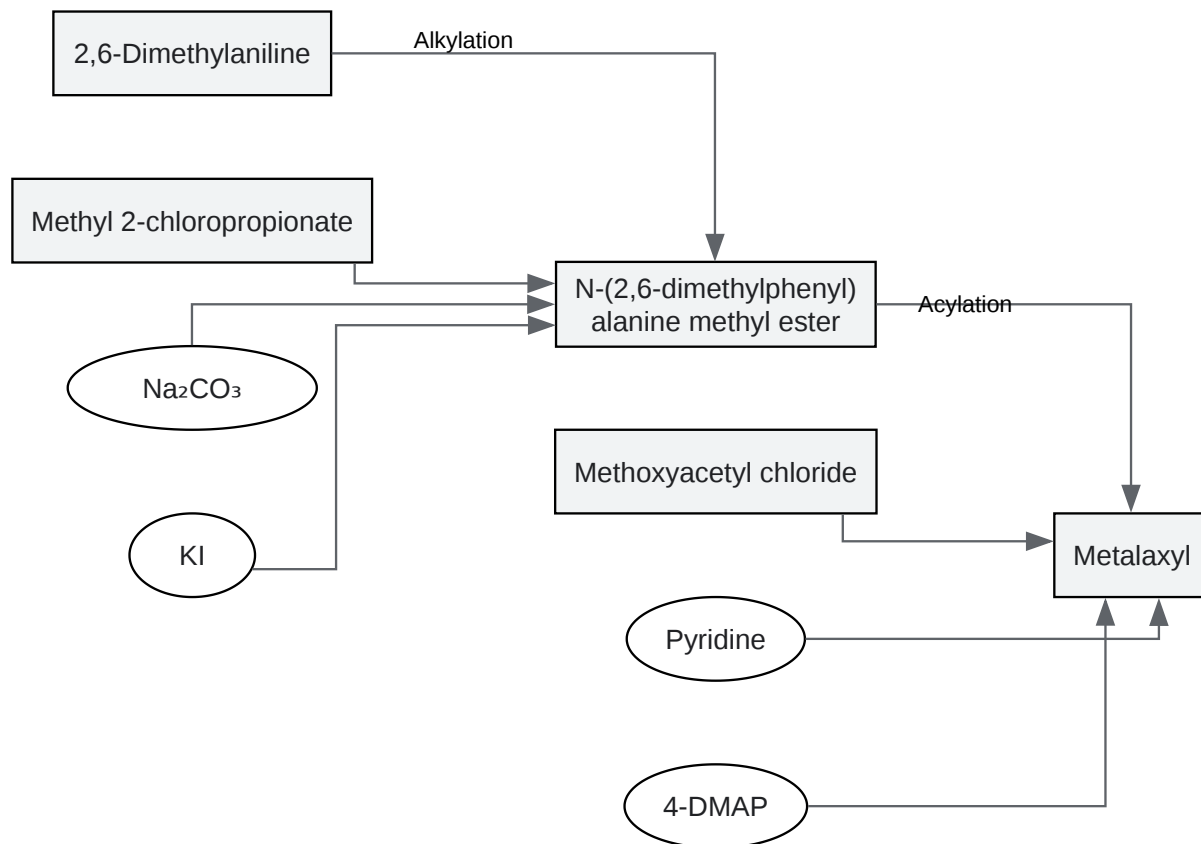 2,6-Dimethylaniline
Alkylation
Methyl 2-chloropropionate
N-(2,6-dimethylphenyl)
alanine methyl ester
Acylation
Na₂CO₃
Methoxyacetyl chloride
KI
Metalaxyl
Pyridine
4-DMAP